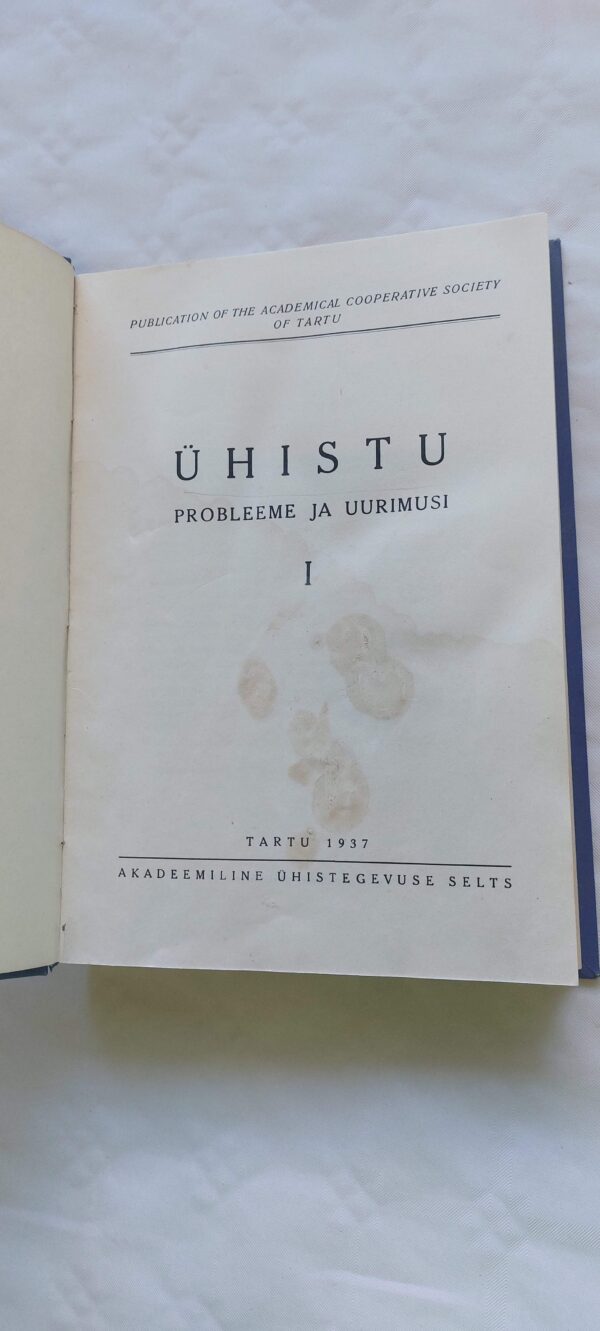 PUBLICATION OF THE ACADEMICAL COOPERATIVE SOCIETY
OF TARTU
ÜHISTU
PROBLEEME JA UURIMUSI
I
TARTU 1937
AKADEEMILINE ÜHISTEGEVUSE SELTS